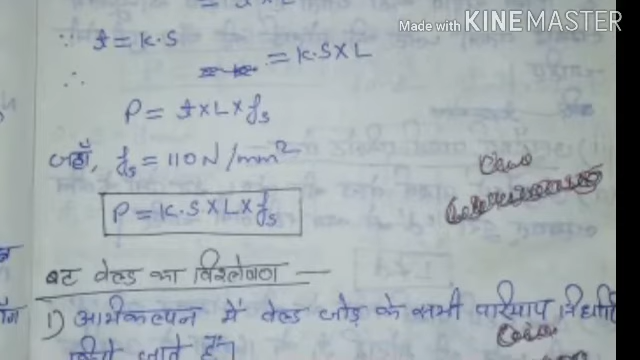 Made with KINEMASTER
∵ t = K·S
∴ = K·S×L
P = t×L×fs
जहाँ, fs = 110 N/mm²
P = K·S×L×fs
बट वेल्ड का विश्लेषण —
1) अभिकल्पन में वेल्ड जोड़ के सभी परिमाप
किये जाते हैं।